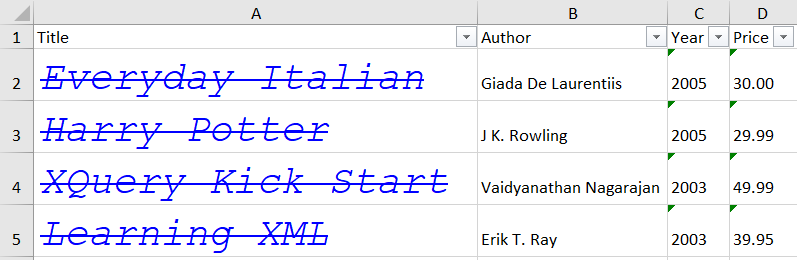 A B C D
1 Title Author Year Price
2 Everyday Italian Giada De Laurentiis 2005 30.00
3 Harry Potter J K. Rowling 2005 29.99
4 XQuery Kick Start Vaidyanathan Nagarajan 2003 49.99
5 Learning XML Erik T. Ray 2003 39.95